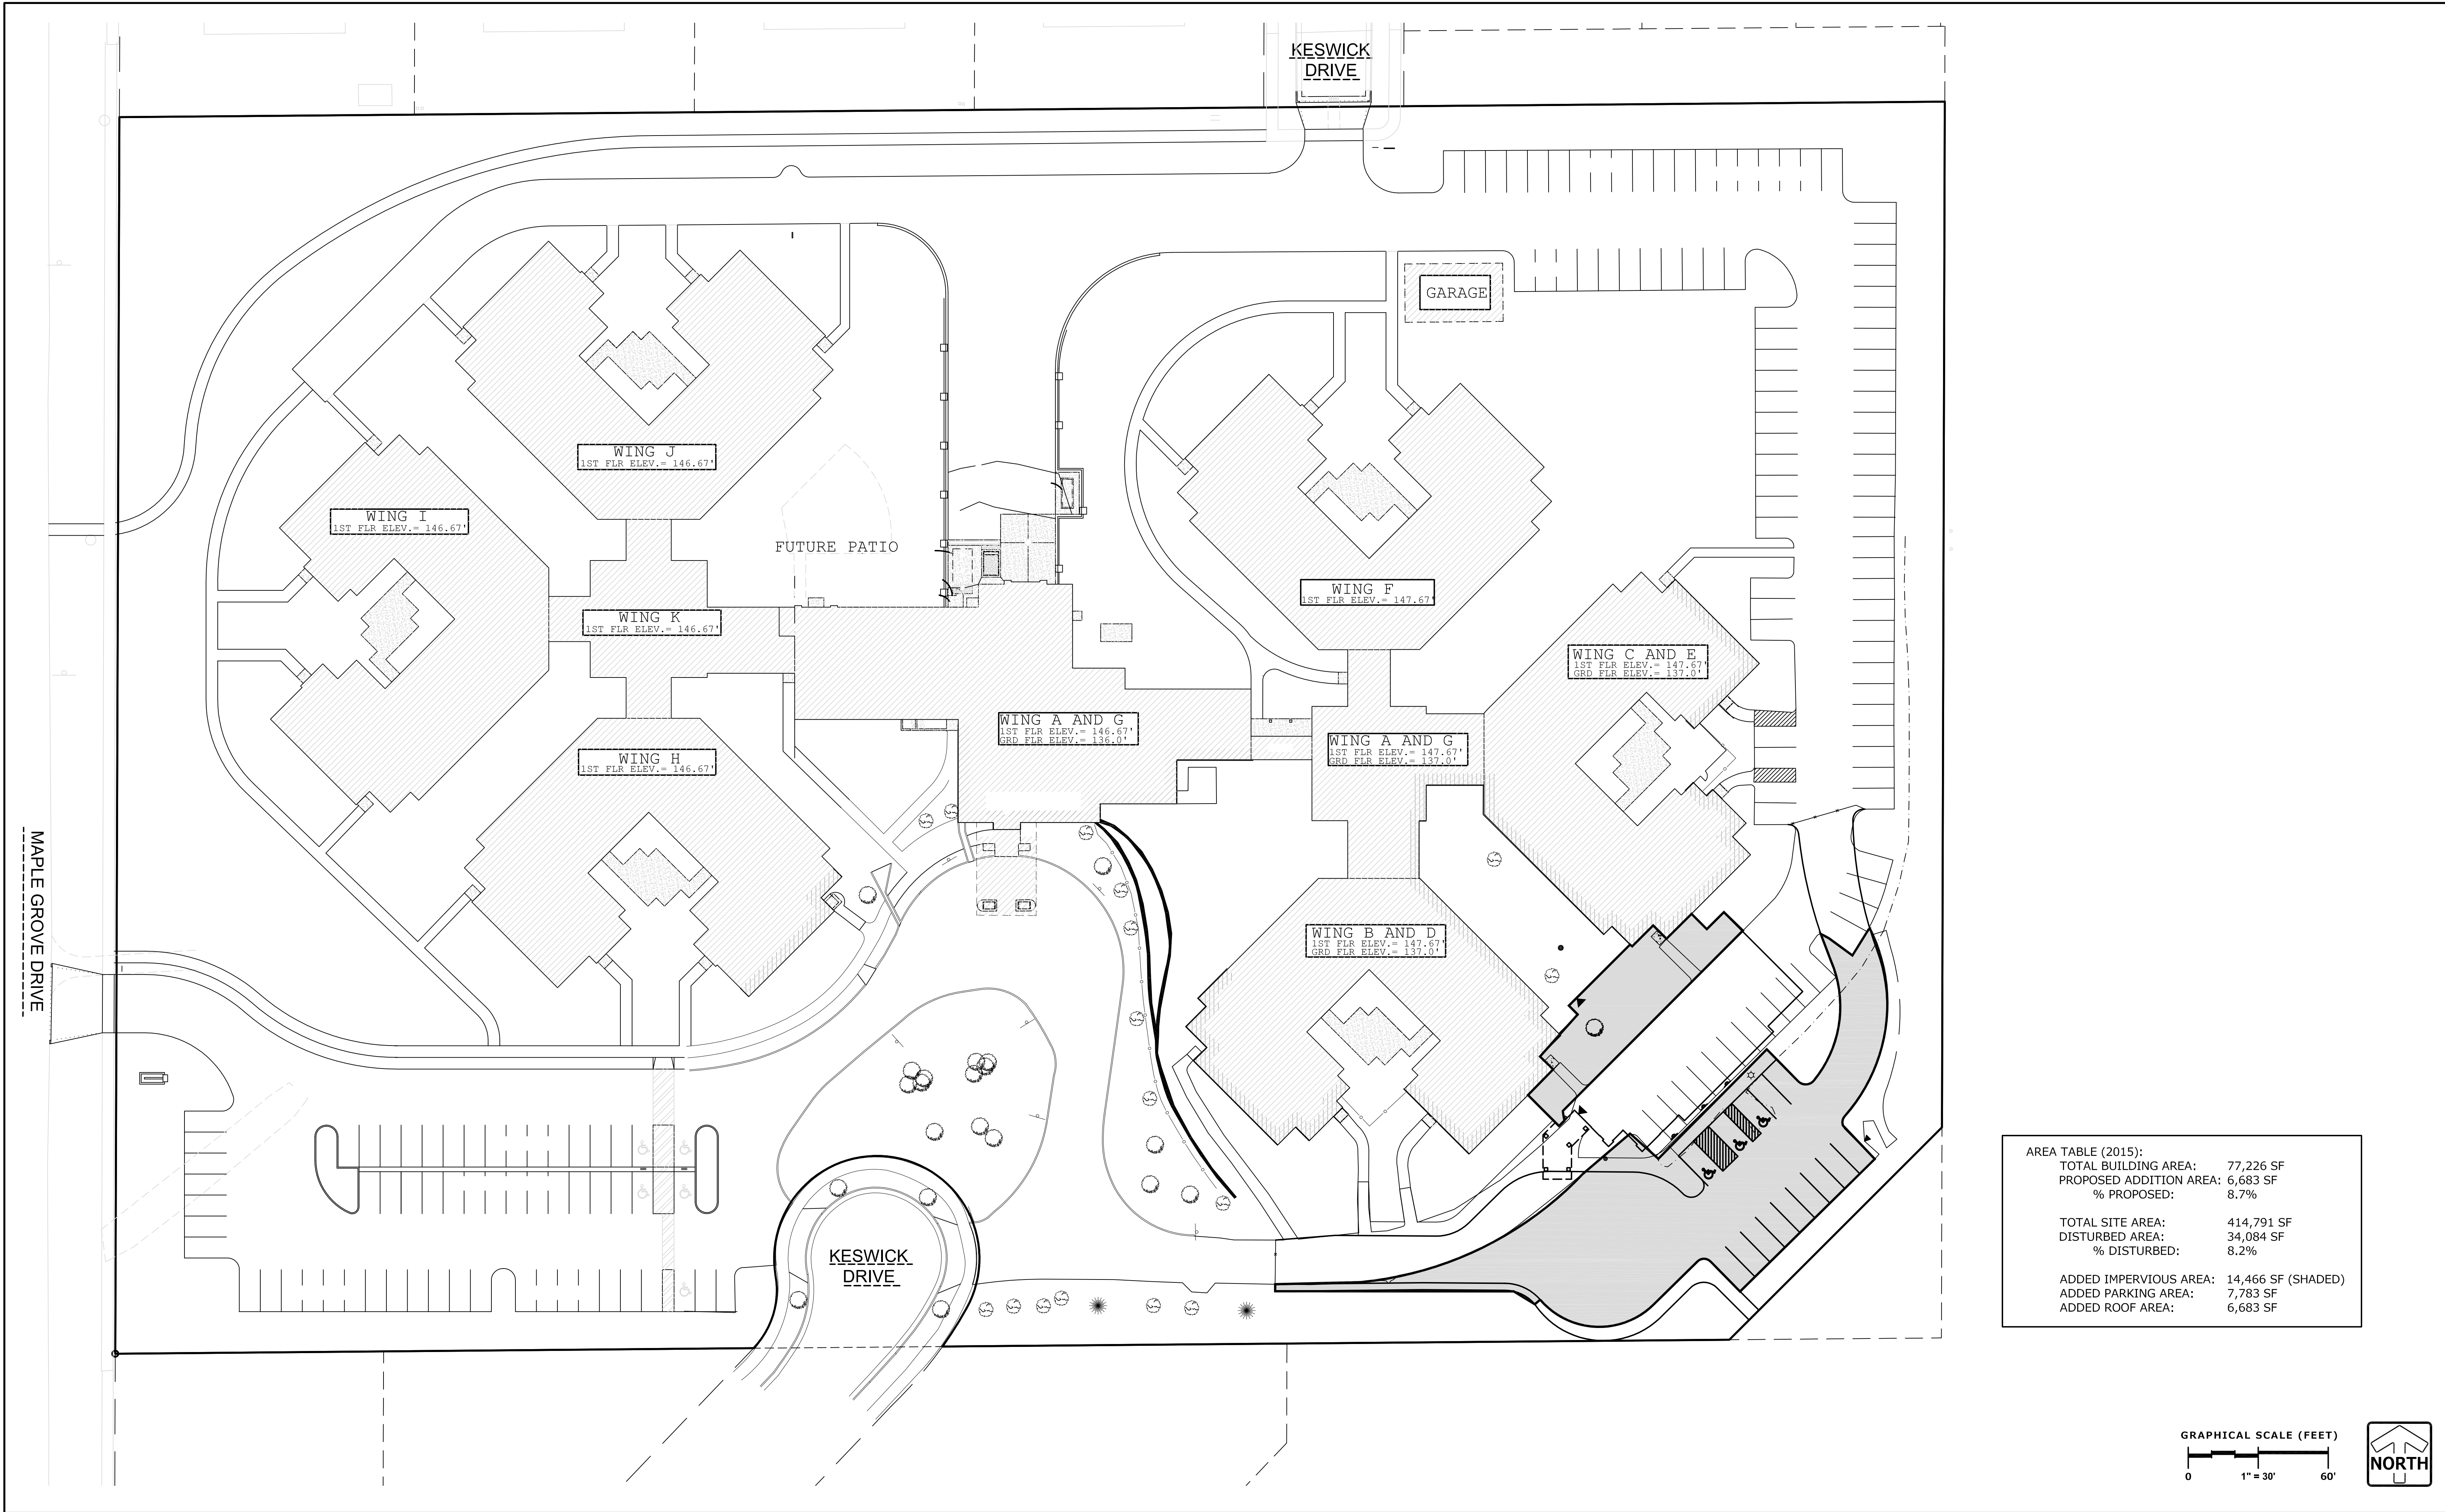 KESWICK
DRIVE
GARAGE
WING J
1ST FLR ELEV.= 146.67'
WING I
1ST FLR ELEV.= 146.67'
FUTURE PATIO
WING F
1ST FLR ELEV.= 147.67'
WING K
1ST FLR ELEV.= 146.67'
WING C AND E
1ST FLR ELEV.= 147.67'
GRD FLR ELEV.= 137.0'
WING A AND G
1ST FLR ELEV.= 146.67'
GRD FLR ELEV.= 136.0'
WING A AND G
1ST FLR ELEV.= 147.67'
GRD FLR ELEV.= 137.0'
WING H
1ST FLR ELEV.= 146.67'
MAPLE GROVE DRIVE
WING B AND D
1ST FLR ELEV.= 147.67'
GRD FLR ELEV.= 137.0'
KESWICK
DRIVE
AREA TABLE (2015):
TOTAL BUILDING AREA: 77,226 SF
PROPOSED ADDITION AREA: 6,683 SF
% PROPOSED: 8.7%
TOTAL SITE AREA: 414,791 SF
DISTURBED AREA: 34,084 SF
% DISTURBED: 8.2%
ADDED IMPERVIOUS AREA: 14,466 SF (SHADED)
ADDED PARKING AREA: 7,783 SF
ADDED ROOF AREA: 6,683 SF
GRAPHICAL SCALE (FEET)
0 1" = 30' 60'
NORTH